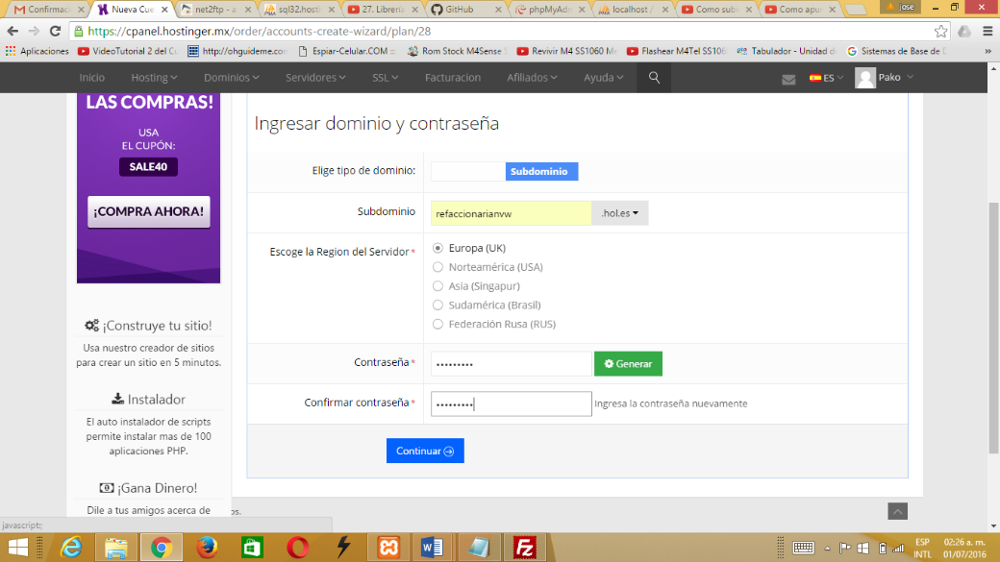 Confirmac
Nueva Cue
net2ftp - a
sql32.hosti
27. Librería
GitHub
phpMyAdm
localhost /
Como subi
Como apu
jose
https://cpanel.hostinger.mx/order/accounts-create-wizard/plan/28
Aplicaciones
VideoTutorial 2 del C
http://ohguideme.com
Espiar-Celular.COM
Rom Stock M4Sense
Revivir M4 SS1060 M
Flashear M4Tel SS106
Tabulador - Unidad d
Sistemas de Base de D
»
Inicio
Hosting
Dominios
Servidores
SSL
Facturacion
Afiliados
Ayuda
ES
Pako
LAS COMPRAS!
USA
EL CUPÓN:
SALE40
¡COMPRA AHORA!
¡Construye tu sitio!
Usa nuestro creador de sitios
para crear un sitio en 5 minutos.
Instalador
El auto instalador de scripts
permite instalar mas de 100
aplicaciones PHP.
¡Gana Dinero!
Dile a tus amigos acerca de
Ingresar dominio y contraseña
Elige tipo de dominio:
Subdominio
Subdominio
refaccionarianvw
.hol.es
Escoge la Region del Servidor*
Europa (UK)
Norteamérica (USA)
Asia (Singapur)
Sudamérica (Brasil)
Federación Rusa (RUS)
Contraseña*
•••••••••
Generar
Confirmar contraseña*
•••••••••
Ingresa la contraseña nuevamente
Continuar
os.
javascript:;
ESP
INTL
02:26 a. m.
01/07/2016